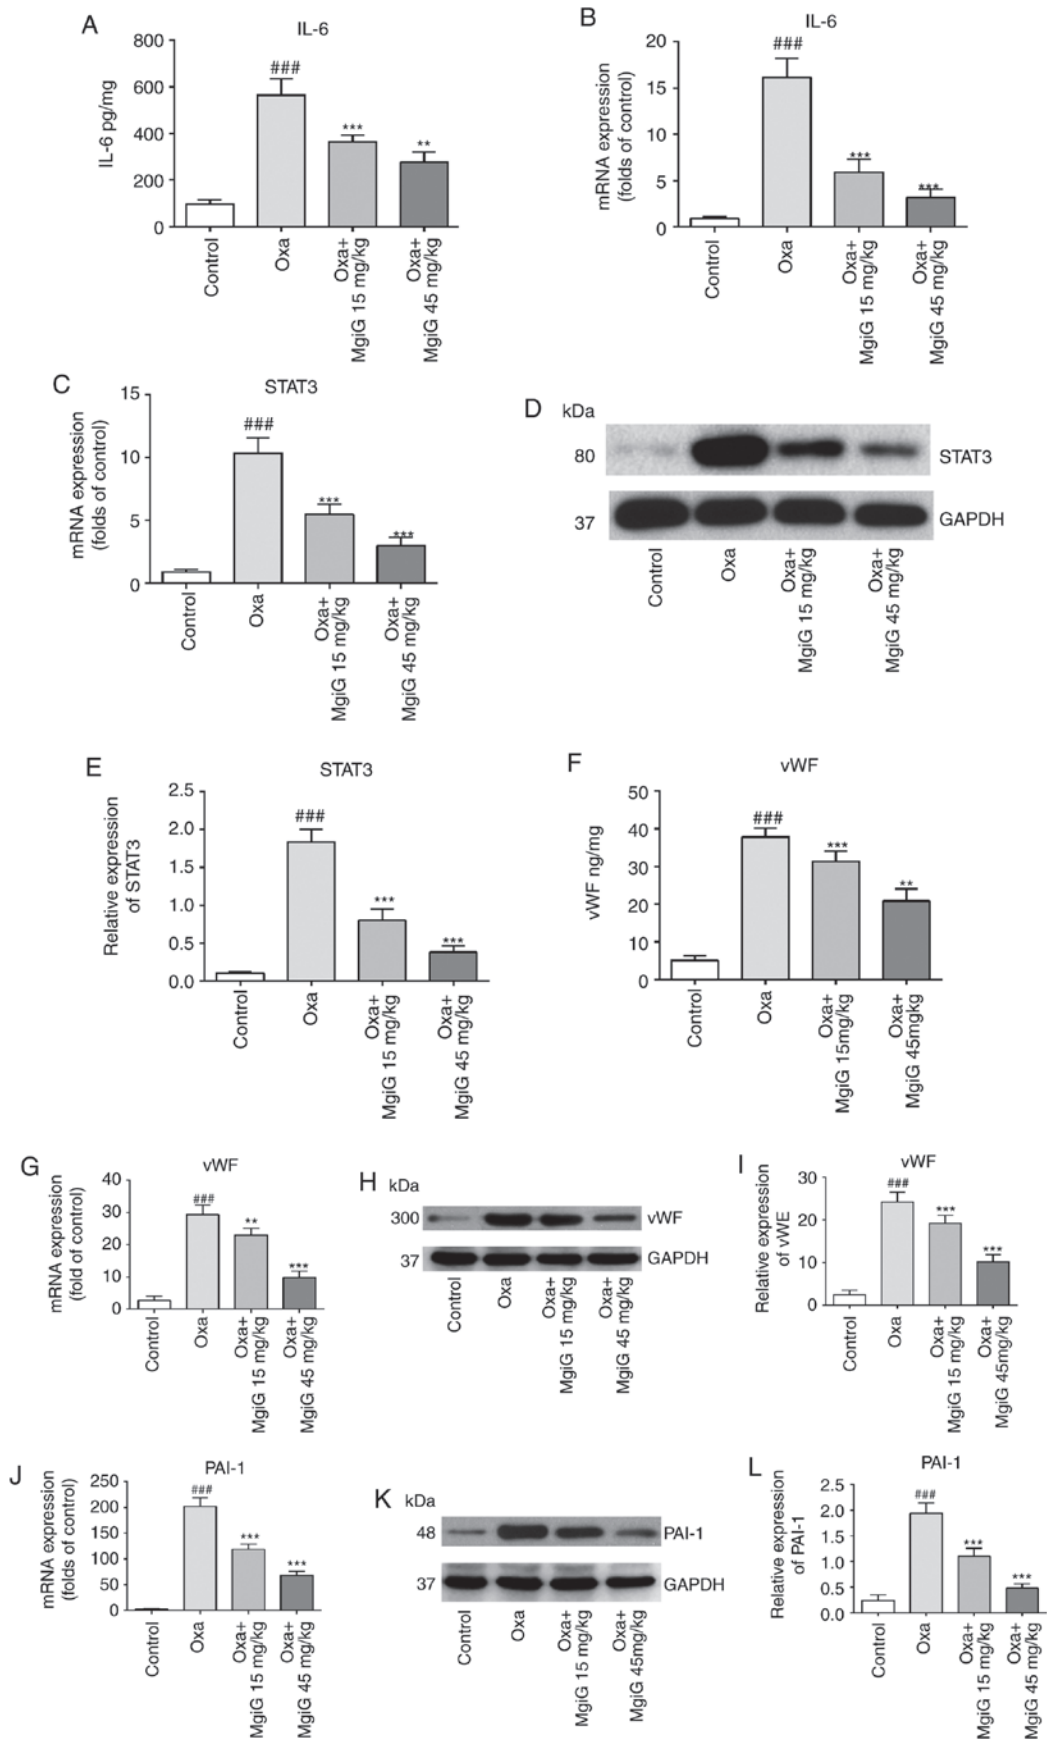 A
IL-6
IL-6 pg/mg
800
600
400
200
0
###
***
**
Control
Oxa
Oxa+
MgiG 15 mg/kg
Oxa+
MgiG 45 mg/kg
B
IL-6
mRNA expression
(folds of control)
20
15
10
5
0
###
***
***
Control
Oxa
Oxa+
MgiG 15 mg/kg
Oxa+
MgiG 45 mg/kg
C
STAT3
mRNA expression
(folds of control)
15
10
5
0
###
***
***
Control
Oxa
Oxa+
MgiG 15 mg/kg
Oxa+
MgiG 45 mg/kg
D
kDa
80
STAT3
37
GAPDH
Control
Oxa
Oxa+
MgiG 15 mg/kg
Oxa+
MgiG 45 mg/kg
E
STAT3
Relative expression
of STAT3
2.5
2.0
1.5
1.0
0.5
0.0
###
***
***
Control
Oxa
Oxa+
MgiG 15 mg/kg
Oxa+
MgiG 45 mg/kg
F
vWF
vWF ng/mg
50
40
30
20
10
0
###
***
**
Control
Oxa
Oxa+
MgiG 15mg/kg
Oxa+
MgiG 45mgkg
G
vWF
mRNA expression
(fold of control)
40
30
20
10
0
###
**
***
Control
Oxa
Oxa+
MgiG 15 mg/kg
Oxa+
MgiG 45 mg/kg
H
kDa
300
vWF
37
GAPDH
Control
Oxa
Oxa+
MgiG 15 mg/kg
Oxa+
MgiG 45 mg/kg
I
vWF
Relative expression
of vWE
30
20
10
0
###
***
***
Control
Oxa
Oxa+
MgiG 15 mg/kg
Oxa+
MgiG 45mg/kg
J
PAI-1
mRNA expression
(folds of control)
250
200
150
100
50
0
###
***
***
Control
Oxa
Oxa+
MgiG 15 mg/kg
Oxa+
MgiG 45 mg/kg
K
kDa
48
PAI-1
37
GAPDH
Control
Oxa
Oxa+
MgiG 15 mg/kg
Oxa+
MgiG 45mg/kg
L
PAI-1
Relative expression
of PAI-1
2.5
2.0
1.5
1.0
0.5
0.0
###
***
***
Control
Oxa
Oxa+
MgiG 15 mg/kg
Oxa+
MgiG 45 mg/kg